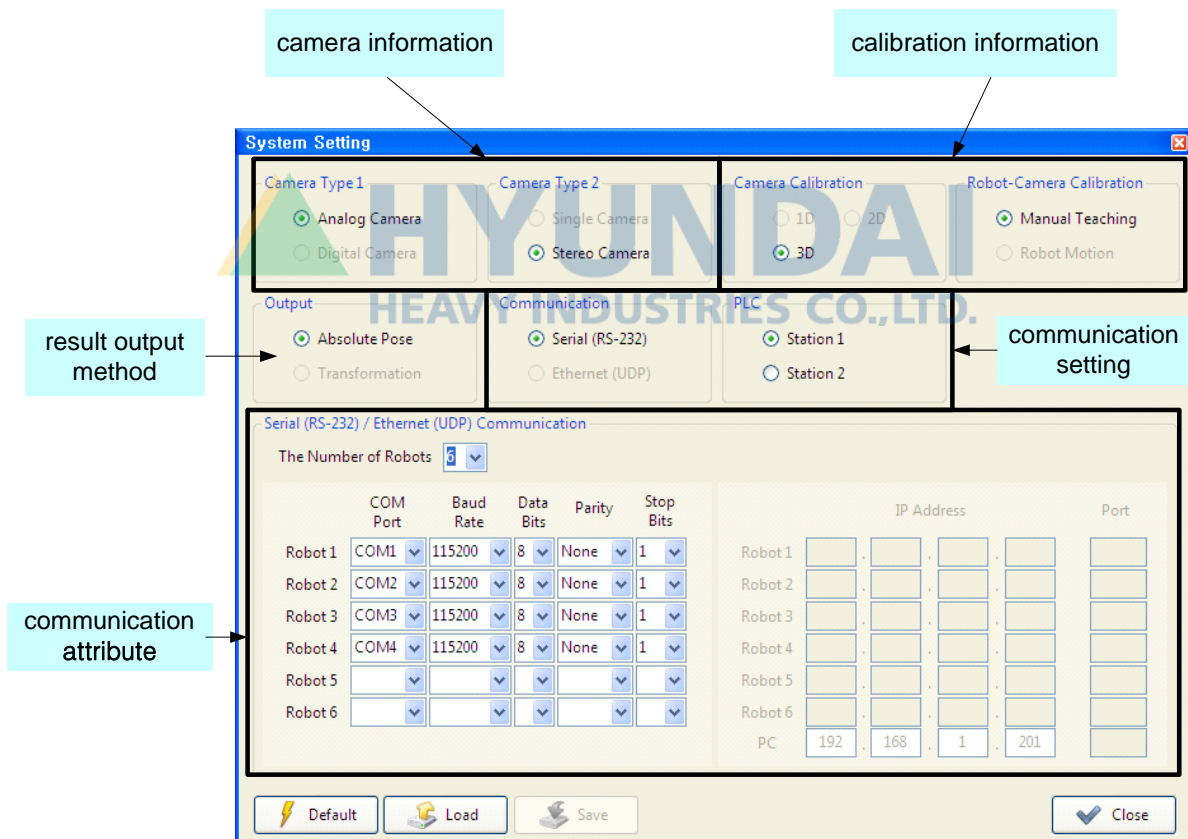 camera information
calibration information
System Setting
Camera Type 1
Camera Type 2
Camera Calibration
Robot-Camera Calibration
Analog Camera
Single Camera
1D
2D
Manual Teaching
Digital Camera
Stereo Camera
3D
Robot Motion
HYUNDAI
HEAVY INDUSTRIES CO.,LTD.
Output
Communication
PLC
result output
method
Absolute Pose
Serial (RS-232)
Station 1
communication
setting
Transformation
Ethernet (UDP)
Station 2
Serial (RS-232) / Ethernet (UDP) Communication
The Number of Robots 6
COM
Port
Baud
Rate
Data
Bits
Parity
Stop
Bits
IP Address
Port
Robot 1 COM1 115200 8 None 1
Robot 2 COM2 115200 8 None 1
Robot 3 COM3 115200 8 None 1
Robot 4 COM4 115200 8 None 1
Robot 5
Robot 6
Robot 1 . . .
Robot 2 . . .
Robot 3 . . .
Robot 4 . . .
Robot 5 . . .
Robot 6 . . .
PC 192 . 168 . 1 . 201
communication
attribute
Default
Load
Save
Close